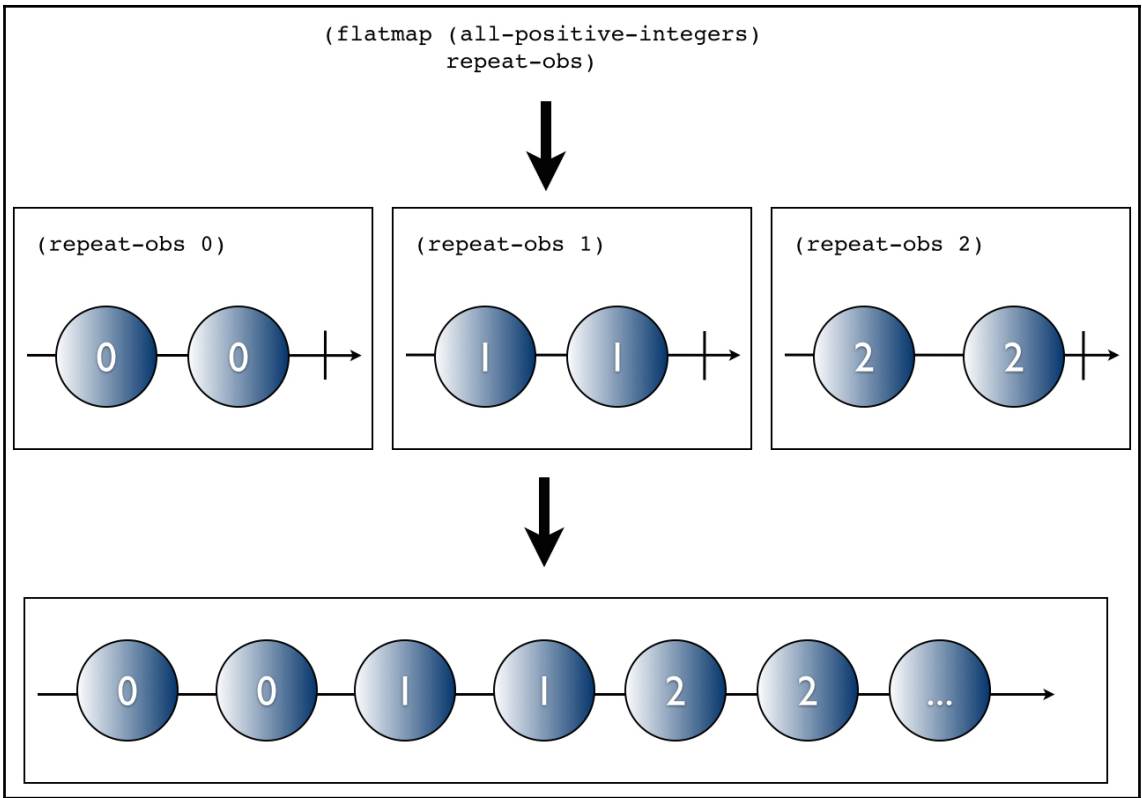 (flatmap (all-positive-integers)
repeat-obs)
(repeat-obs 0)
(repeat-obs 1)
(repeat-obs 2)
0 0
1 1
2 2
0 0 1 1 2 2 ...